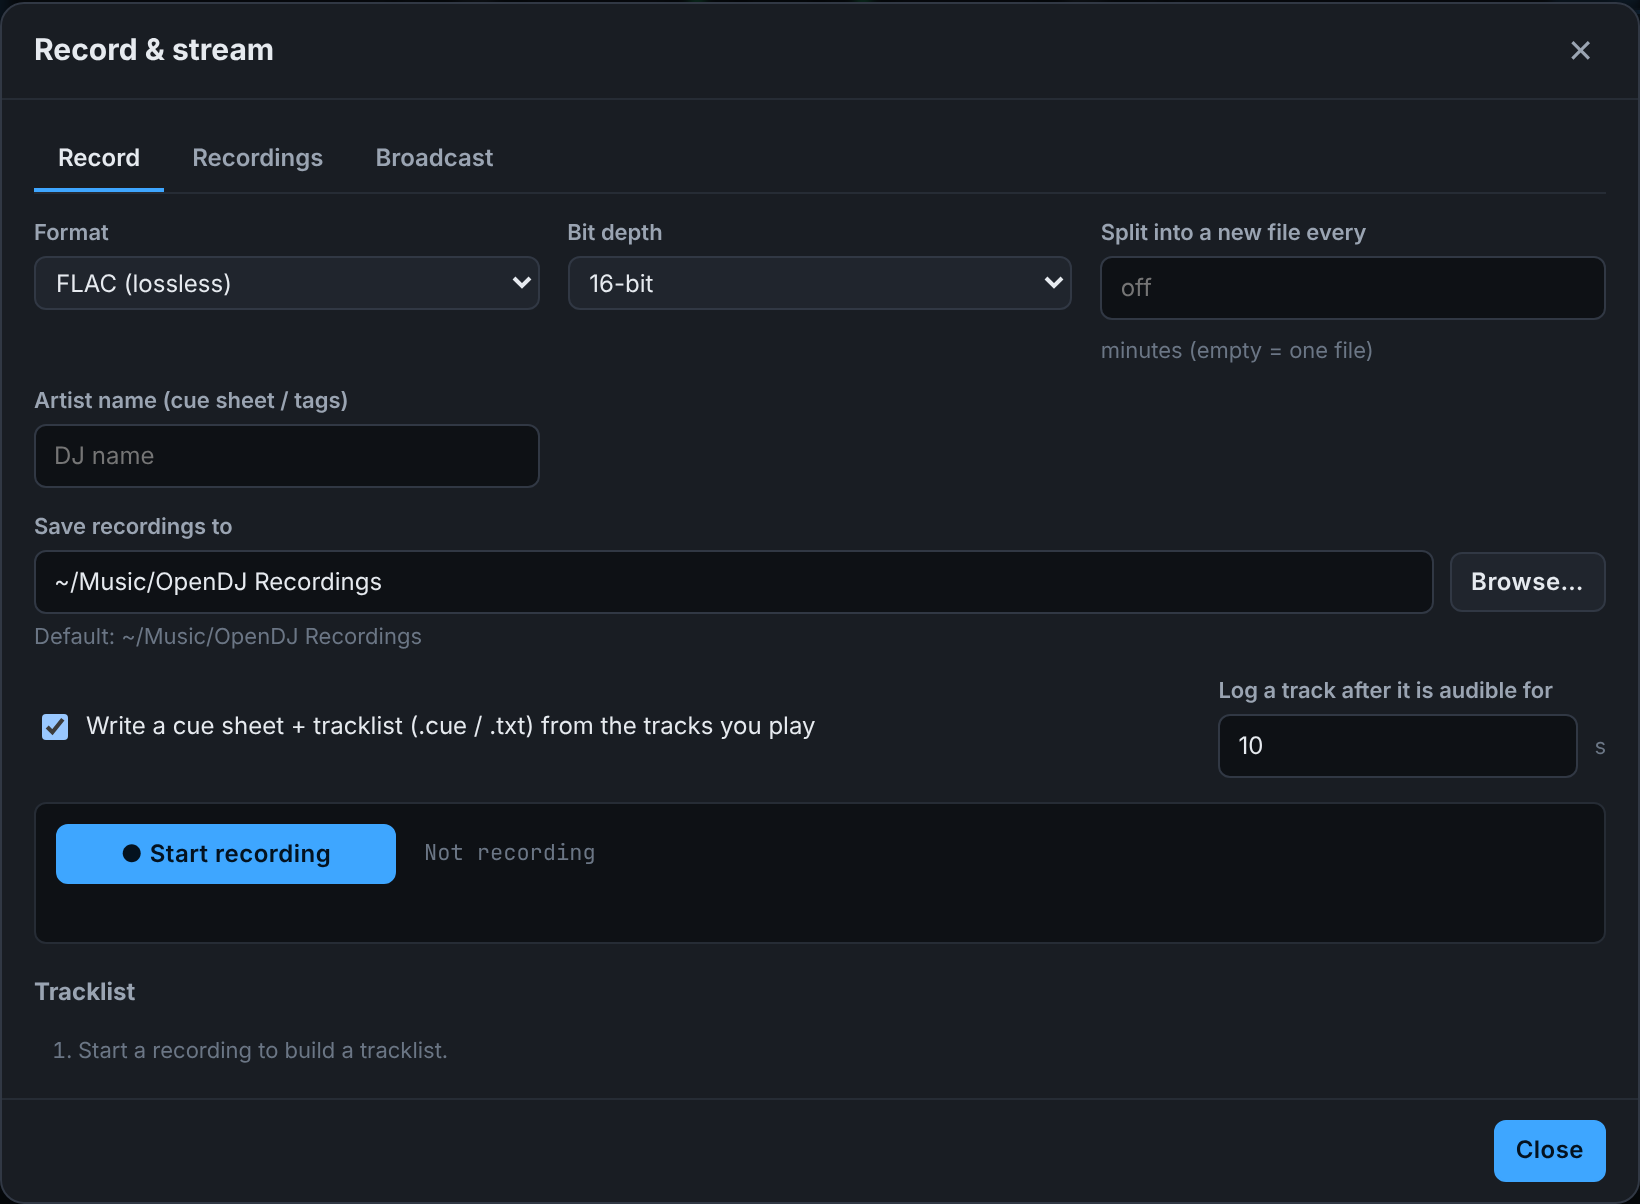 Record & stream
✕
Record Recordings Broadcast
Format Bit depth Split into a new file every
FLAC (lossless) 16-bit off
minutes (empty = one file)
Artist name (cue sheet / tags)
DJ name
Save recordings to
~/Music/OpenDJ Recordings Browse...
Default: ~/Music/OpenDJ Recordings
Log a track after it is audible for
Write a cue sheet + tracklist (.cue / .txt) from the tracks you play 10 s
● Start recording Not recording
Tracklist
1. Start a recording to build a tracklist.
Close